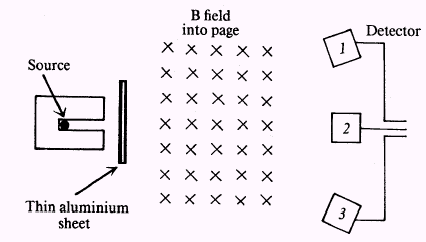 B field
into page
Detector
Source
1
2
3
Thin aluminium
sheet